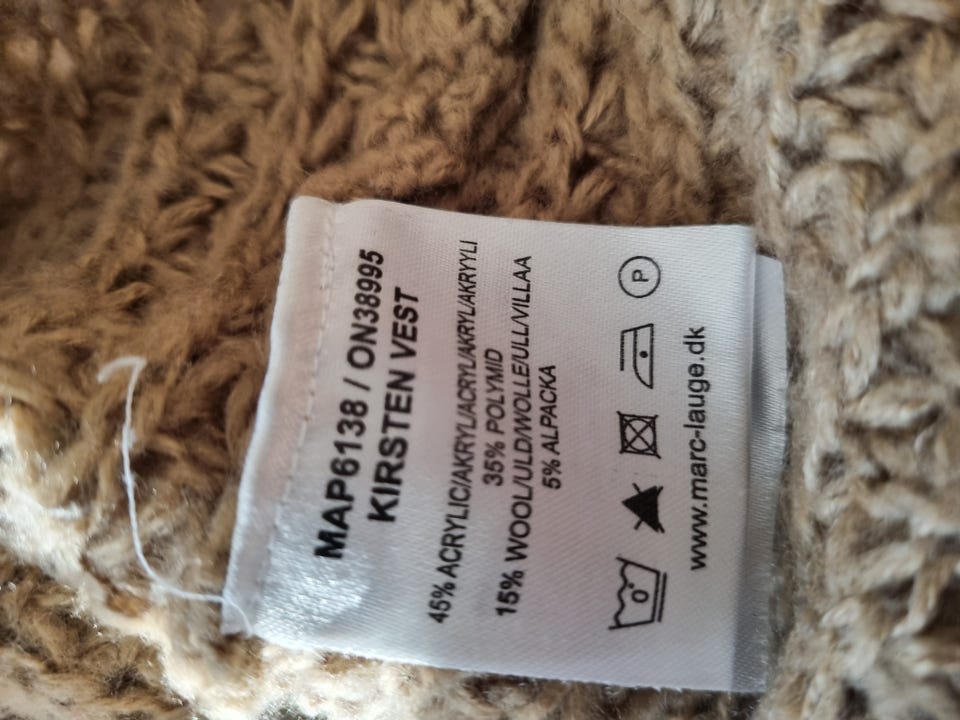 MAP6138 / ON38995
KIRSTEN VEST
45% ACRYLIC/AKRYL/ACRYL/AKRYL/AKRYYLI
35% POLYMID
15% WOOL/ULD/WOLLE/ULL/VILLAA
5% ALPACKA
P
www.marc-lauge.dk